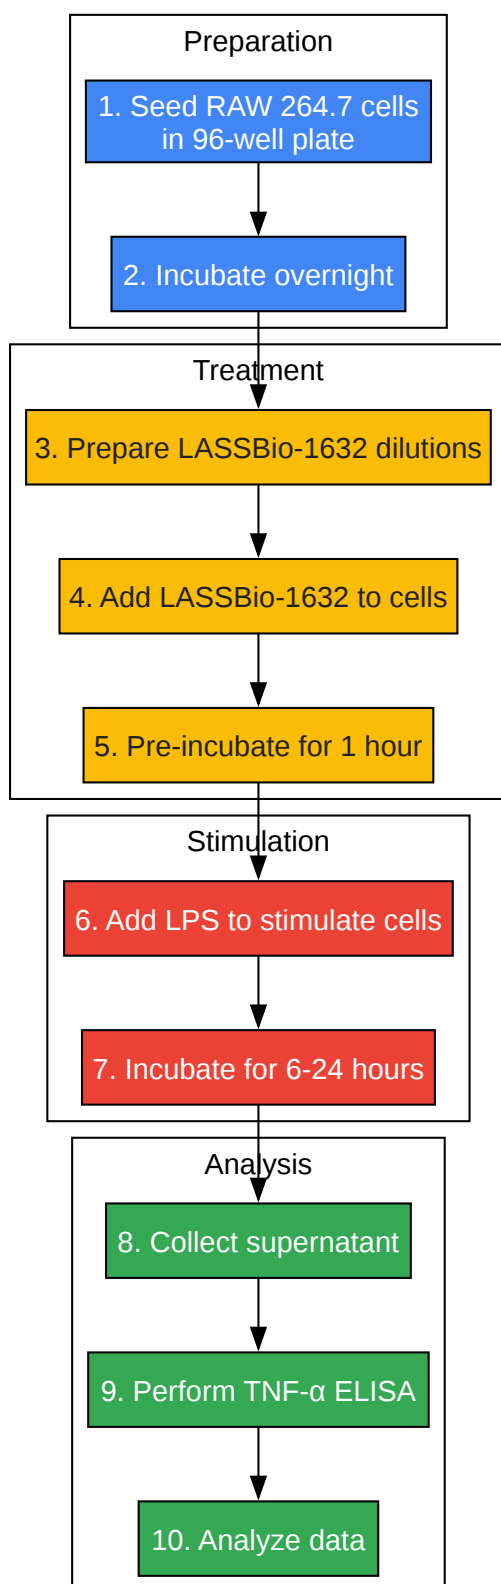 Preparation
1. Seed RAW 264.7 cells
in 96-well plate
2. Incubate overnight
Treatment
3. Prepare LASSBio-1632 dilutions
4. Add LASSBio-1632 to cells
5. Pre-incubate for 1 hour
Stimulation
6. Add LPS to stimulate cells
7. Incubate for 6-24 hours
Analysis
8. Collect supernatant
9. Perform TNF-α ELISA
10. Analyze data